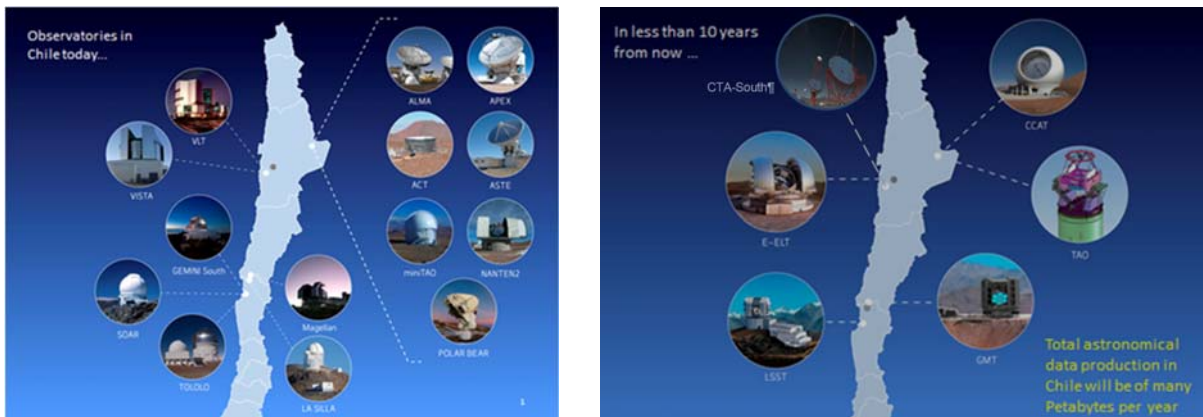 Observatories in
Chile today...
VLT
VISTA
GEMINI South
SOAR
TOLOLO
Magellan
LA SILLA
ALMA
APEX
ACT
ASTE
miniTAO
NANTEN2
POLAR BEAR
1
In less than 10 years
from now ...
CTA-South¶
CCAT
E-ELT
TAO
LSST
GMT
Total astronomical
data production in
Chile will be of many
Petabytes per year